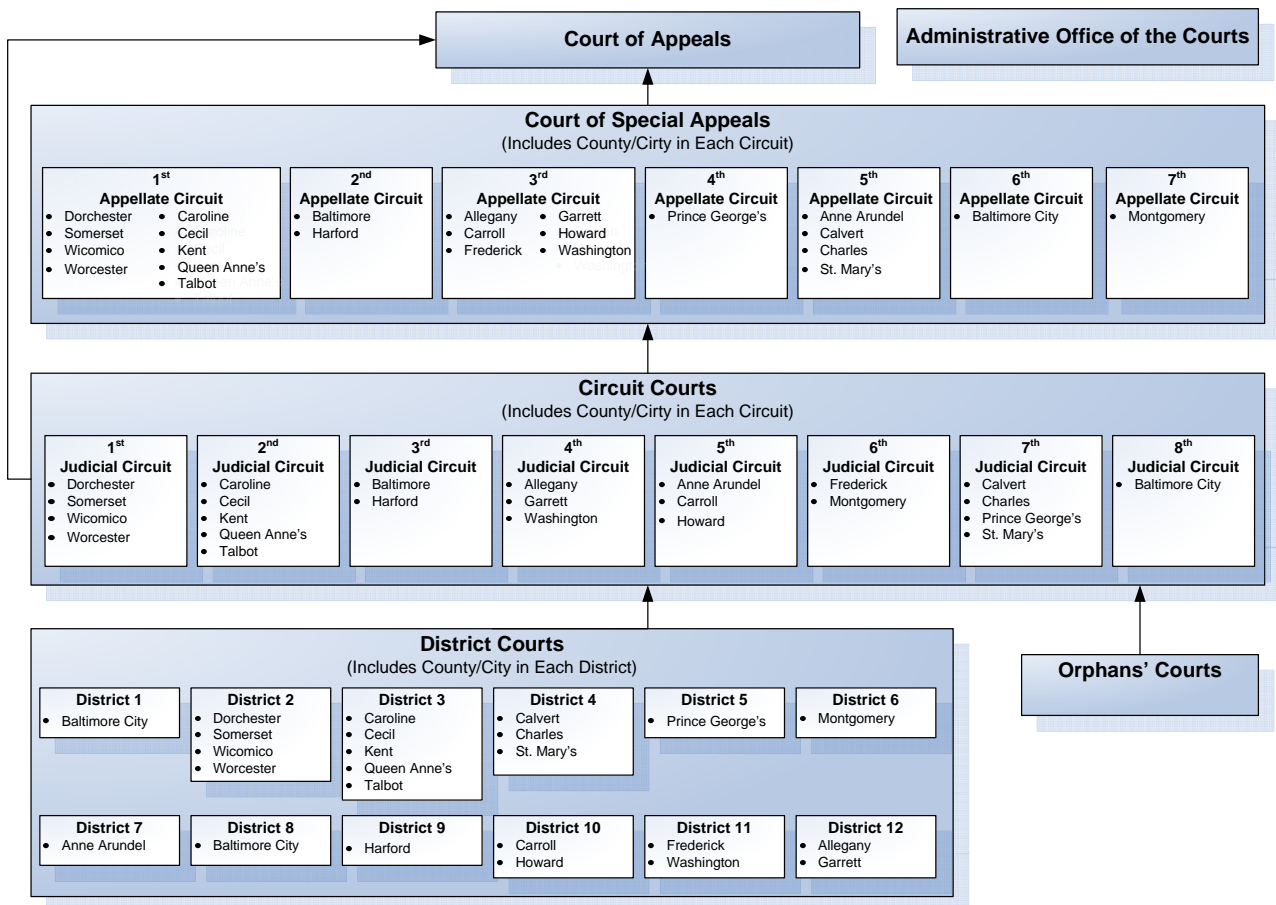 Court of Appeals
Administrative Office of the Courts
Court of Special Appeals
(Includes County/Cirty in Each Circuit)
1st
Appellate Circuit
• Dorchester
• Somerset
• Wicomico
• Worcester
• Caroline
• Cecil
• Kent
• Queen Anne's
• Talbot
2nd
Appellate Circuit
• Baltimore
• Harford
3rd
Appellate Circuit
• Allegany
• Carroll
• Frederick
• Garrett
• Howard
• Washington
4th
Appellate Circuit
• Prince George's
5th
Appellate Circuit
• Anne Arundel
• Calvert
• Charles
• St. Mary's
6th
Appellate Circuit
• Baltimore City
7th
Appellate Circuit
• Montgomery
Circuit Courts
(Includes County/Cirty in Each Circuit)
1st
Judicial Circuit
• Dorchester
• Somerset
• Wicomico
• Worcester
2nd
Judicial Circuit
• Caroline
• Cecil
• Kent
• Queen Anne's
• Talbot
3rd
Judicial Circuit
• Baltimore
• Harford
4th
Judicial Circuit
• Allegany
• Garrett
• Washington
5th
Judicial Circuit
• Anne Arundel
• Carroll
• Howard
6th
Judicial Circuit
• Frederick
• Montgomery
7th
Judicial Circuit
• Calvert
• Charles
• Prince George's
• St. Mary's
8th
Judicial Circuit
• Baltimore City
District Courts
(Includes County/City in Each District)
District 1
• Baltimore City
District 2
• Dorchester
• Somerset
• Wicomico
• Worcester
District 3
• Caroline
• Cecil
• Kent
• Queen Anne's
• Talbot
District 4
• Calvert
• Charles
• St. Mary's
District 5
• Prince George's
District 6
• Montgomery
District 7
• Anne Arundel
District 8
• Baltimore City
District 9
• Harford
District 10
• Carroll
• Howard
District 11
• Frederick
• Washington
District 12
• Allegany
• Garrett
Orphans' Courts